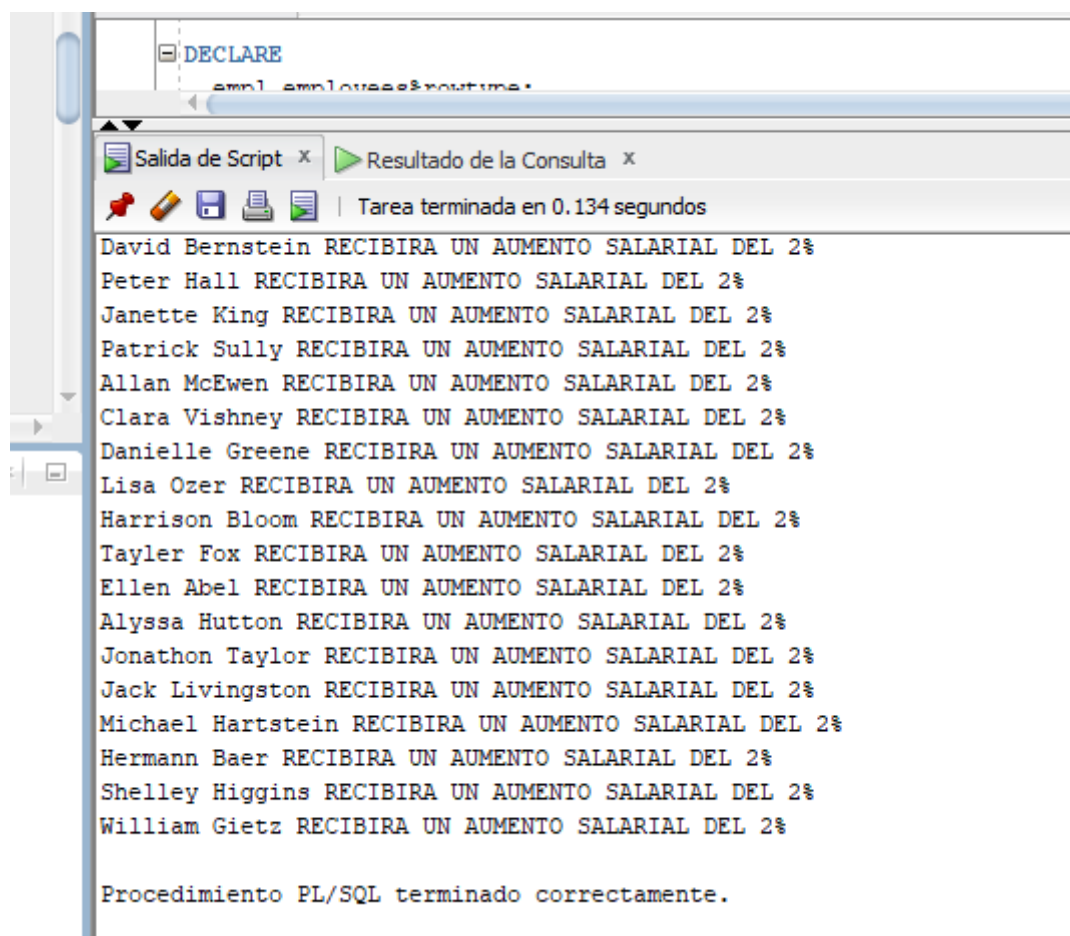 DECLARE
empl employees%rowtype;
Salida de Script x
Resultado de la Consulta x
Tarea terminada en 0.134 segundos
David Bernstein RECIBIRA UN AUMENTO SALARIAL DEL 2%
Peter Hall RECIBIRA UN AUMENTO SALARIAL DEL 2%
Janette King RECIBIRA UN AUMENTO SALARIAL DEL 2%
Patrick Sully RECIBIRA UN AUMENTO SALARIAL DEL 2%
Allan McEwen RECIBIRA UN AUMENTO SALARIAL DEL 2%
Clara Vishney RECIBIRA UN AUMENTO SALARIAL DEL 2%
Danielle Greene RECIBIRA UN AUMENTO SALARIAL DEL 2%
Lisa Ozer RECIBIRA UN AUMENTO SALARIAL DEL 2%
Harrison Bloom RECIBIRA UN AUMENTO SALARIAL DEL 2%
Tayler Fox RECIBIRA UN AUMENTO SALARIAL DEL 2%
Ellen Abel RECIBIRA UN AUMENTO SALARIAL DEL 2%
Alyssa Hutton RECIBIRA UN AUMENTO SALARIAL DEL 2%
Jonathon Taylor RECIBIRA UN AUMENTO SALARIAL DEL 2%
Jack Livingston RECIBIRA UN AUMENTO SALARIAL DEL 2%
Michael Hartstein RECIBIRA UN AUMENTO SALARIAL DEL 2%
Hermann Baer RECIBIRA UN AUMENTO SALARIAL DEL 2%
Shelley Higgins RECIBIRA UN AUMENTO SALARIAL DEL 2%
William Gietz RECIBIRA UN AUMENTO SALARIAL DEL 2%
Procedimiento PL/SQL terminado correctamente.